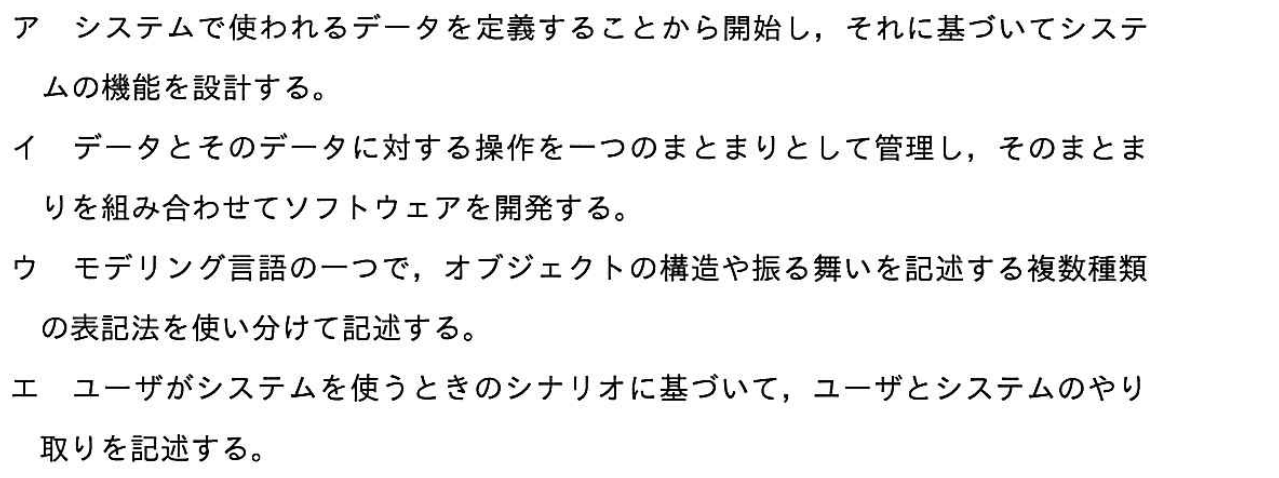 ア　システムで使われるデータを定義することから開始し，それに基づいてシステ
ムの機能を設計する。
イ　データとそのデータに対する操作を一つのまとまりとして管理し，そのまとま
りを組み合わせてソフトウェアを開発する。
ウ　モデリング言語の一つで，オブジェクトの構造や振る舞いを記述する複数種類
の表記法を使い分けて記述する。
エ　ユーザがシステムを使うときのシナリオに基づいて，ユーザとシステムのやり
取りを記述する。